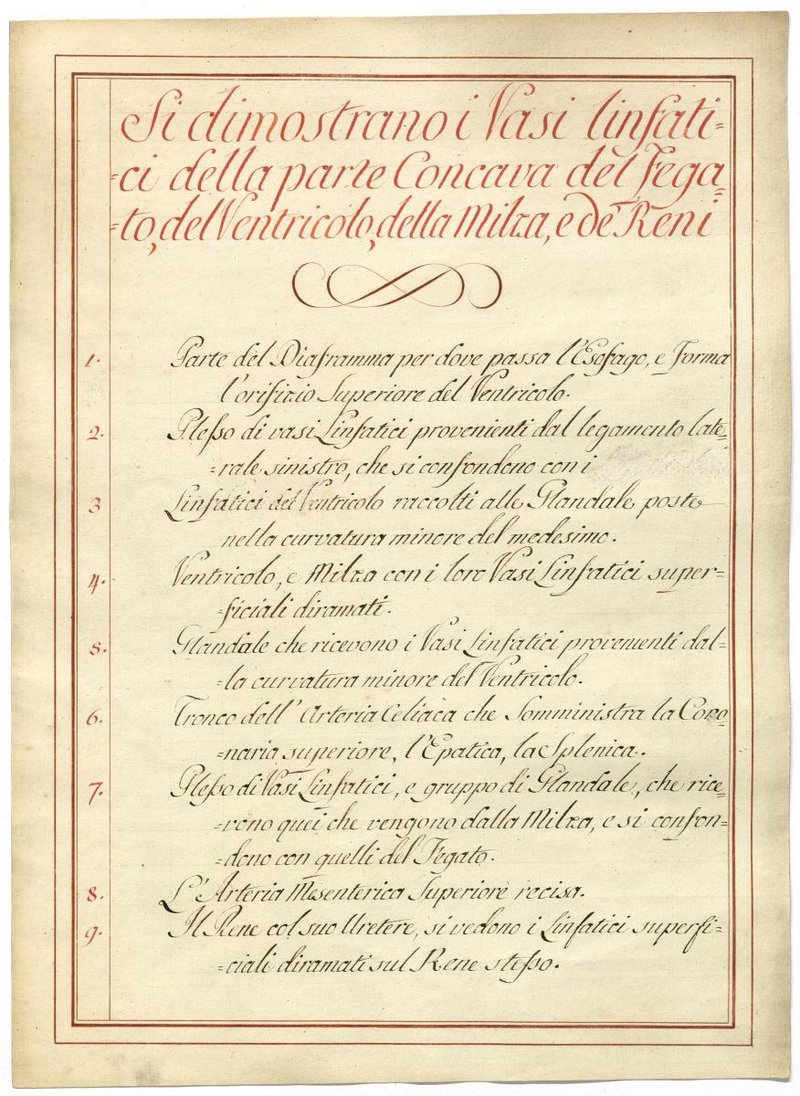 Si dimostrano i Vasi linfati=
=ci della parte Concava del Fega=
=to, del Ventricolo, della Milza, e de' Reni
1. Parte del Diaframma per dove passa l'Esofago, e Forma
l'orifizio Superiore del Ventricolo.
2. Plesso di vasi Linfatici provenienti dal legamento late=
=rale sinistro, che si confondono con i
3 Linfatici del Ventricolo raccolti alle Glandale poste
nella curvatura minore del medesimo.
4. Ventricolo, e Milza con i loro Vasi Linfatici super=
=ficiali diramati.
5. Glandale che ricevono i Vasi Linfatici provenienti dal=
=la curvatura minore del Ventricolo.
6. Tronco dell' Arteria Celiaca che Somministra la Coro=
=naria superiore, l'Epatica, la Splenica.
7. Plesso di Vasi Linfatici, e gruppo di Glandale, che rice=
=vono quei che vengono dalla Milza, e si confon=
=dono con quelli del Fegato.
8. L'Arteria Mesenterica Superiore recisa.
9. Il Rene col suo Uretere, si vedono i Linfatici superfi=
=ciali diramati sul Rene stesso.